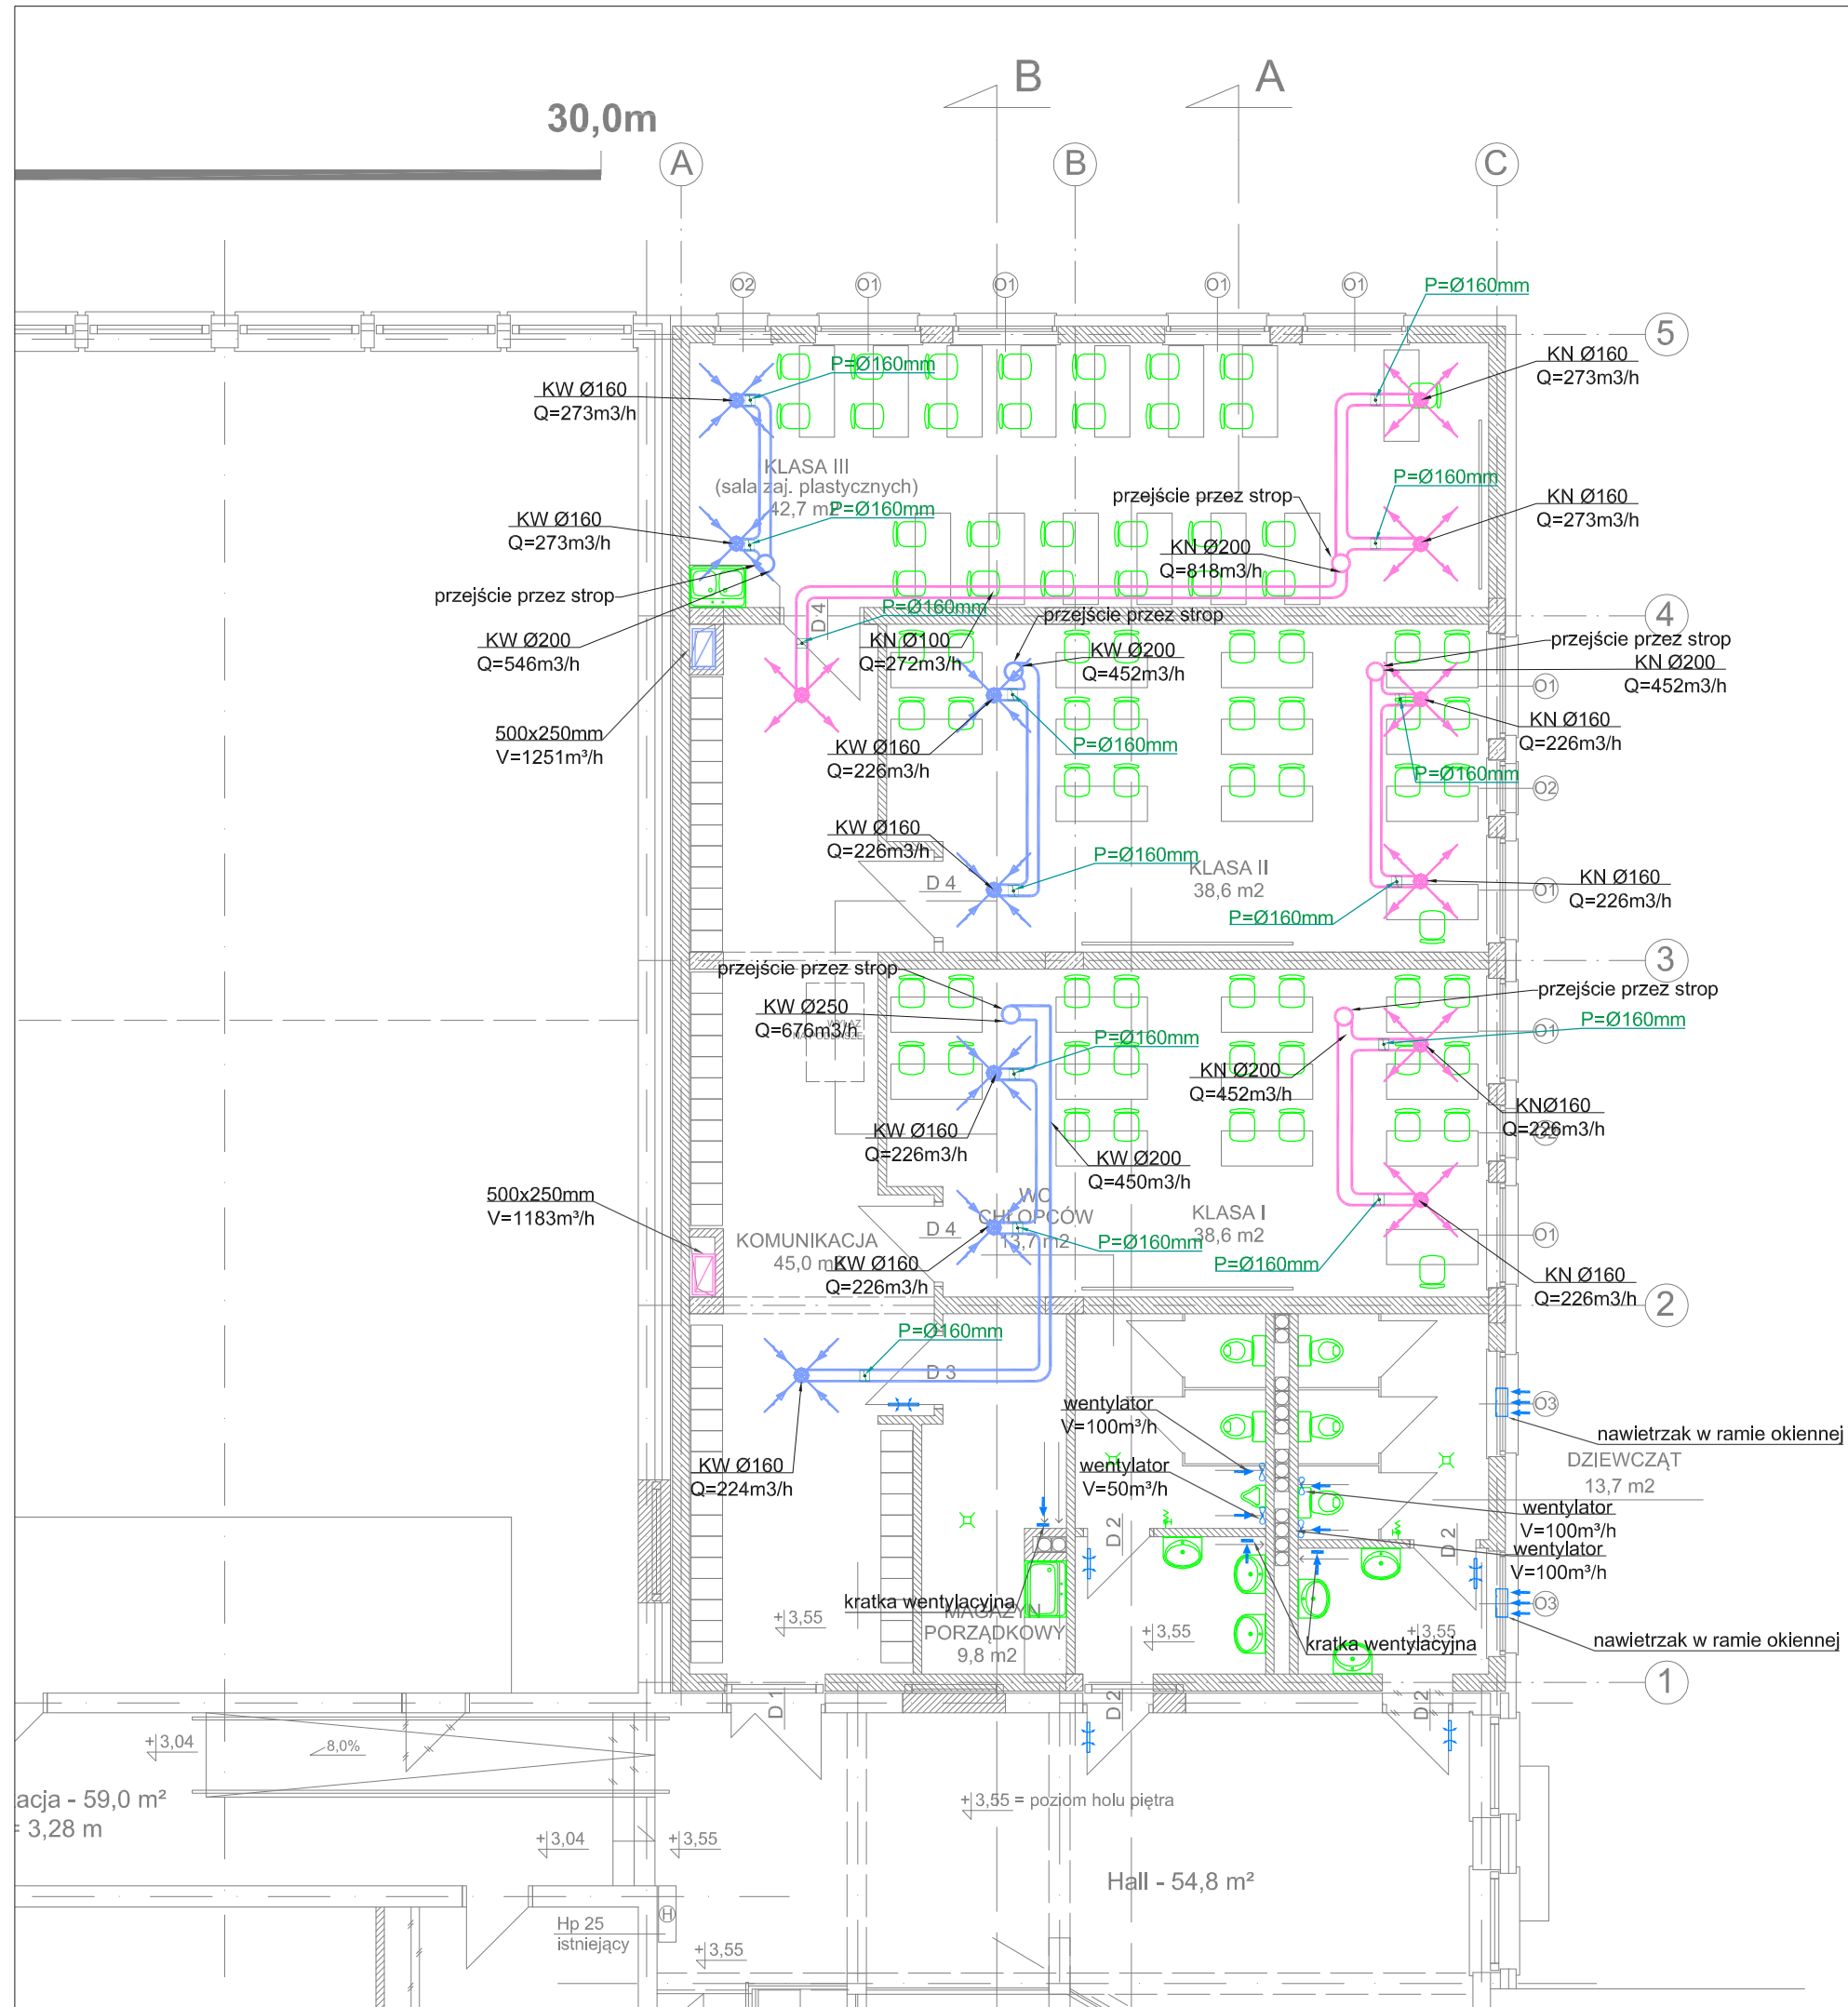 B
A
30,0m
A
B
C
O2
O1
O1
O1
O1
P=Ø160mm
5
KN Ø160
Q=273m3/h
P=Ø160mm
KW Ø160
Q=273m3/h
KLASA III
(sala zaj. plastycznych)
42,7 m2
P=Ø160mm
P=Ø160mm
przejście przez strop
KN Ø160
Q=273m3/h
KW Ø160
Q=273m3/h
KN Ø200
Q=818m3/h
przejście przez strop
P=Ø160mm
D 4
4
przejście przez strop
KW Ø200
Q=546m3/h
KN Ø100
Q=272m3/h
KW Ø200
Q=452m3/h
przejście przez strop
KN Ø200
Q=452m3/h
O1
500x250mm
V=1251m³/h
KW Ø160
Q=226m3/h
P=Ø160mm
KN Ø160
Q=226m3/h
P=Ø160mm
O2
KW Ø160
Q=226m3/h
P=Ø160mm
D 4
KLASA II
38,6 m2
KN Ø160
Q=226m3/h
O1
P=Ø160mm
3
przejście przez strop
przejście przez strop
KW Ø250
Q=676m3/h
WYŁAZ
P=Ø160mm
O1
P=Ø160mm
KN Ø200
Q=452m3/h
KNØ160
Q=226m3/h
O2
KW Ø160
Q=226m3/h
KW Ø200
Q=450m3/h
500x250mm
V=1183m³/h
WC
CHŁOPCÓW
13,7 m2
D 4
KLASA I
38,6 m2
O1
KOMUNIKACJA
45,0 m2
P=Ø160mm
P=Ø160mm
KW Ø160
Q=226m3/h
KN Ø160
Q=226m3/h
2
P=Ø160mm
D 3
wentylator
V=100m³/h
O3
nawietrzak w ramie okiennej
DZIEWCZĄT
13,7 m2
KW Ø160
Q=224m3/h
wentylator
V=50m³/h
wentylator
V=100m³/h
wentylator
V=100m³/h
D 2
D 2
kratka wentylacyjna
MAGAZYN
PORZĄDKOWY
9,8 m2
+3,55
+3,55
+3,55
O3
kratka wentylacyjna
nawietrzak w ramie okiennej
1
D 1
D 2
D 2
+3,04
8,0%
acja - 59,0 m²
= 3,28 m
+3,55 = poziom holu piętra
+3,04
+3,55
Hall - 54,8 m²
Hp 25
istniejący
H
+3,55